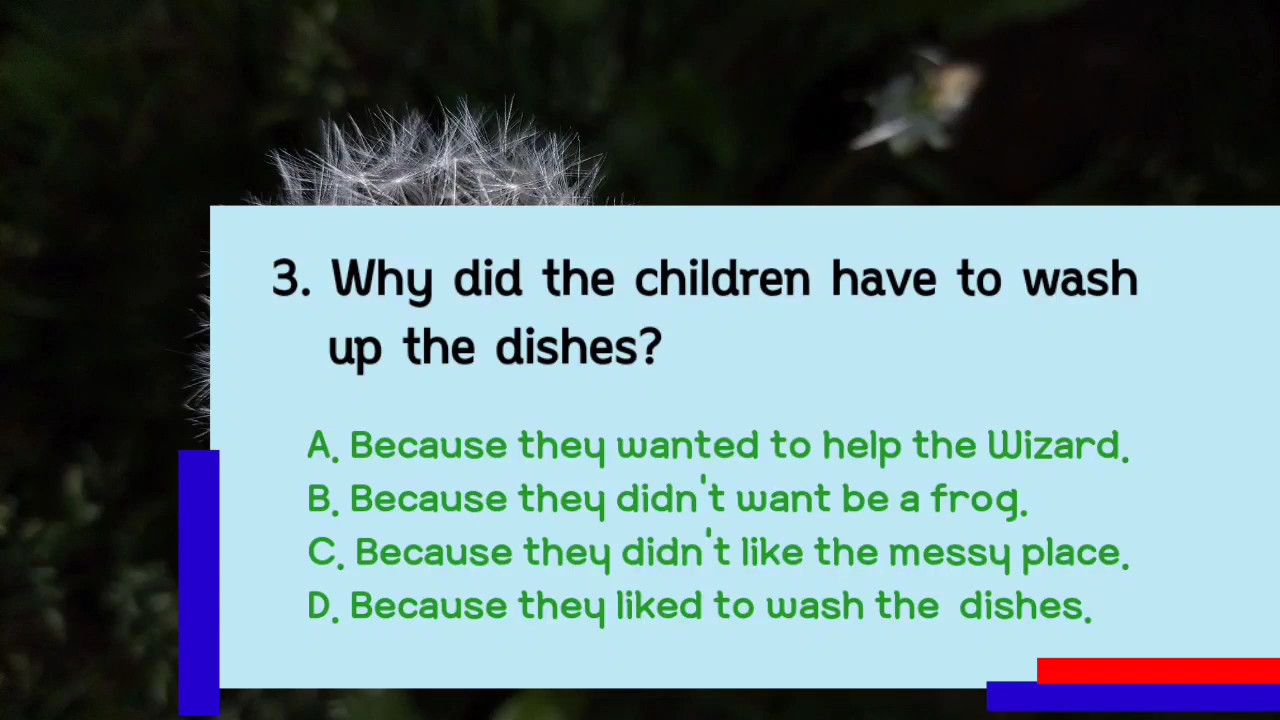 3. Why did the children have to wash
up the dishes?
A. Because they wanted to help the Wizard.
B. Because they didn't want be a frog.
C. Because they didn't like the messy place.
D. Because they liked to wash the dishes.